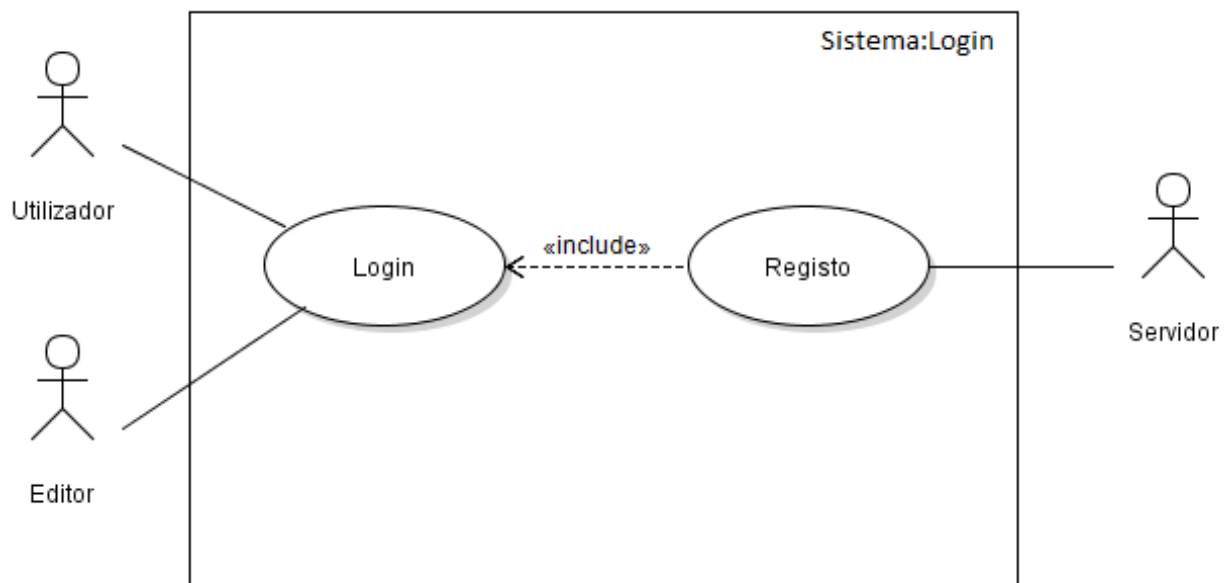 Sistema:Login
Utilizador
«include»
Login
Registo
Servidor
Editor